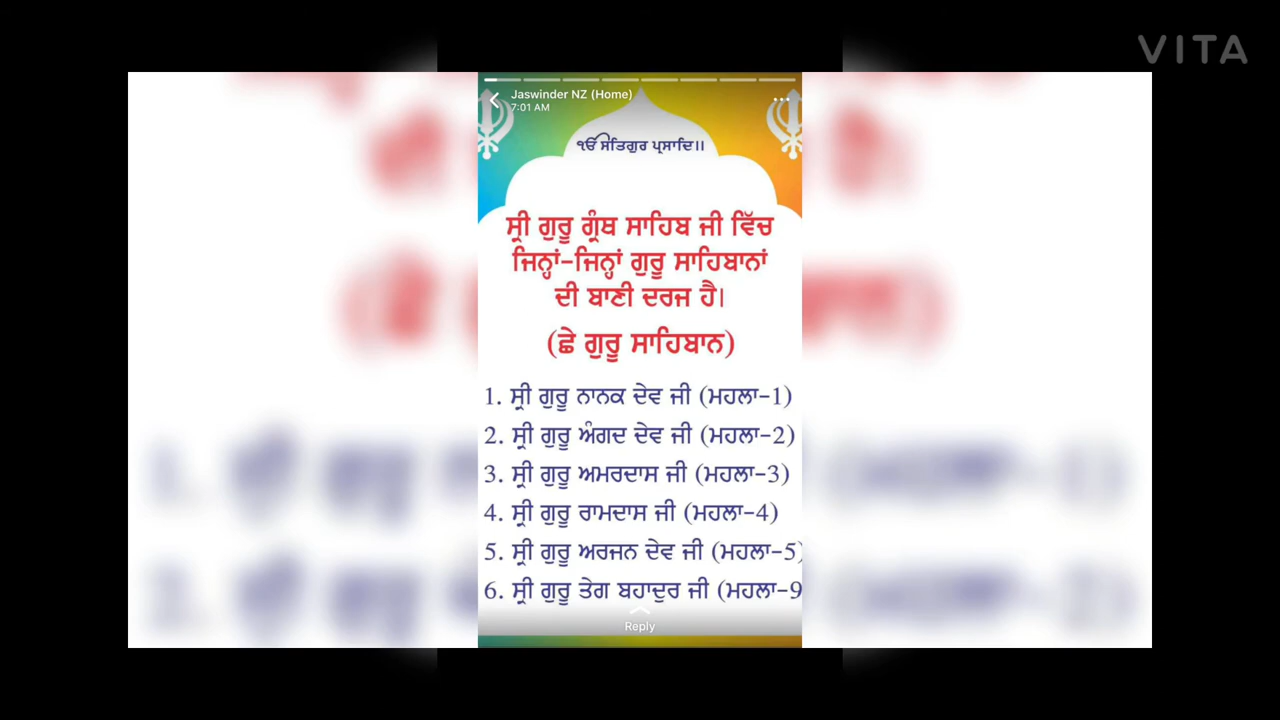 VITA
Jaswinder NZ (Home)
7:01 AM
ੴ ਸਤਿਗੁਰ ਪ੍ਰਸਾਦਿ।।
ਸ੍ਰੀ ਗੁਰੂ ਗ੍ਰੰਥ ਸਾਹਿਬ ਜੀ ਵਿੱਚ
ਜਿਨ੍ਹਾਂ-ਜਿਨ੍ਹਾਂ ਗੁਰੂ ਸਾਹਿਬਾਨਾਂ
ਦੀ ਬਾਣੀ ਦਰਜ ਹੈ।
(ਛੇ ਗੁਰੂ ਸਾਹਿਬਾਨ)
1. ਸ੍ਰੀ ਗੁਰੂ ਨਾਨਕ ਦੇਵ ਜੀ (ਮਹਲਾ-1)
2. ਸ੍ਰੀ ਗੁਰੂ ਅੰਗਦ ਦੇਵ ਜੀ (ਮਹਲਾ-2)
3. ਸ੍ਰੀ ਗੁਰੂ ਅਮਰਦਾਸ ਜੀ (ਮਹਲਾ-3)
4. ਸ੍ਰੀ ਗੁਰੂ ਰਾਮਦਾਸ ਜੀ (ਮਹਲਾ-4)
5. ਸ੍ਰੀ ਗੁਰੂ ਅਰਜਨ ਦੇਵ ਜੀ (ਮਹਲਾ-5)
6. ਸ੍ਰੀ ਗੁਰੂ ਤੇਗ ਬਹਾਦੁਰ ਜੀ (ਮਹਲਾ-9
Reply